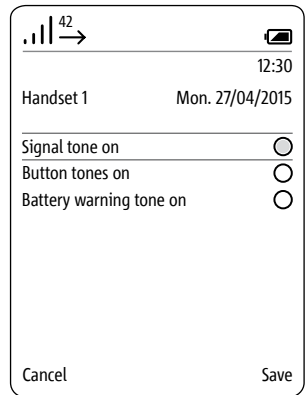 42
12:30
Handset 1 Mon. 27/04/2015
Signal tone on
Button tones on
Battery warning tone on
Cancel Save